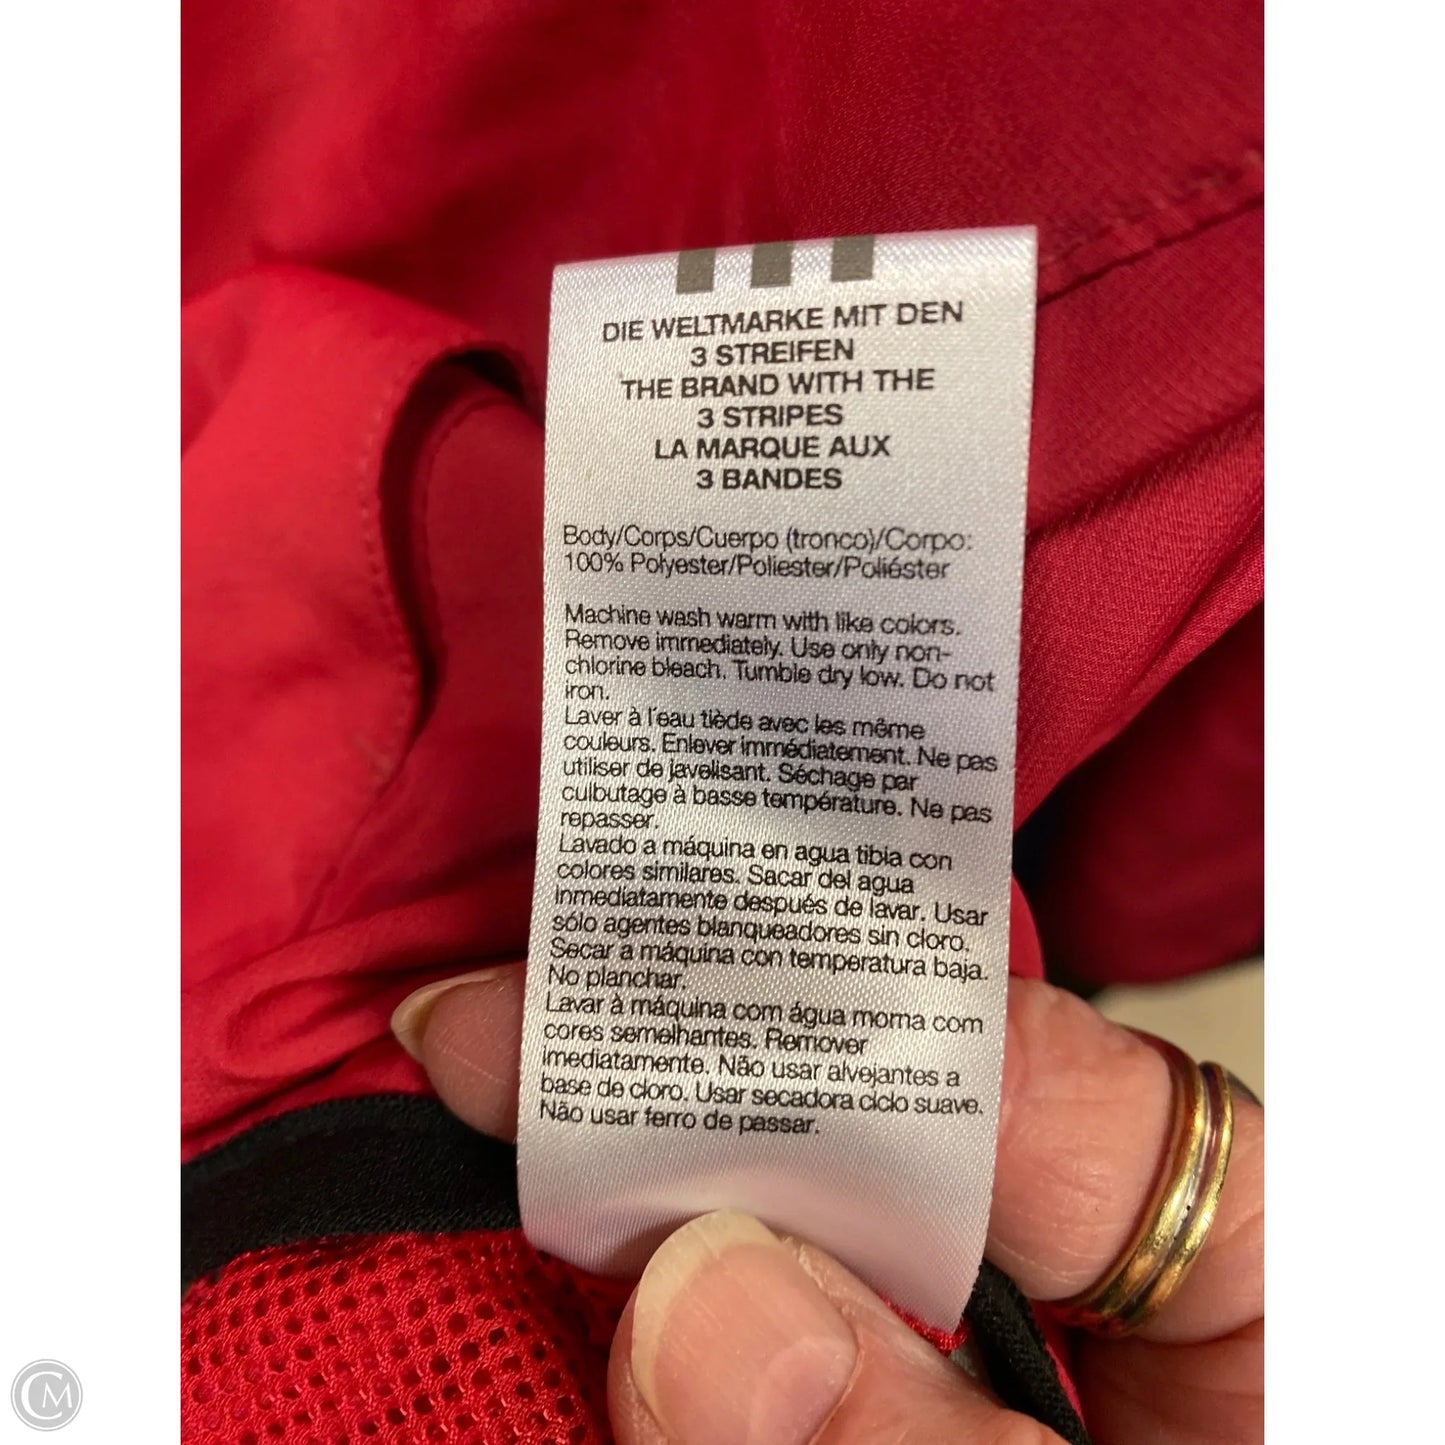 DIE WELTMARKE MIT DEN
3 STREIFEN
THE BRAND WITH THE
3 STRIPES
LA MARQUE AUX
3 BANDES
Body/Corps/Cuerpo (tronco)/Corpo:
100% Polyester/Poliester/Poliéster
Machine wash warm with like colors.
Remove immediately. Use only non-
chlorine bleach. Tumble dry low. Do not
iron.
Laver à l'eau tiède avec les même
couleurs. Enlever immédiatement. Ne pas
utiliser de javelisant. Séchage par
culbutage à basse température. Ne pas
repasser.
Lavado a máquina en agua tibia con
colores similares. Sacar del agua
inmediatamente después de lavar. Usar
sólo agentes blanqueadores sin cloro.
Secar a máquina con temperatura baja.
No planchar.
Lavar à máquina com água morna com
cores semelhantes. Remover
imediatamente. Não usar alvejantes a
base de cloro. Usar secadora ciclo suave.
Não usar ferro de passar.
CM